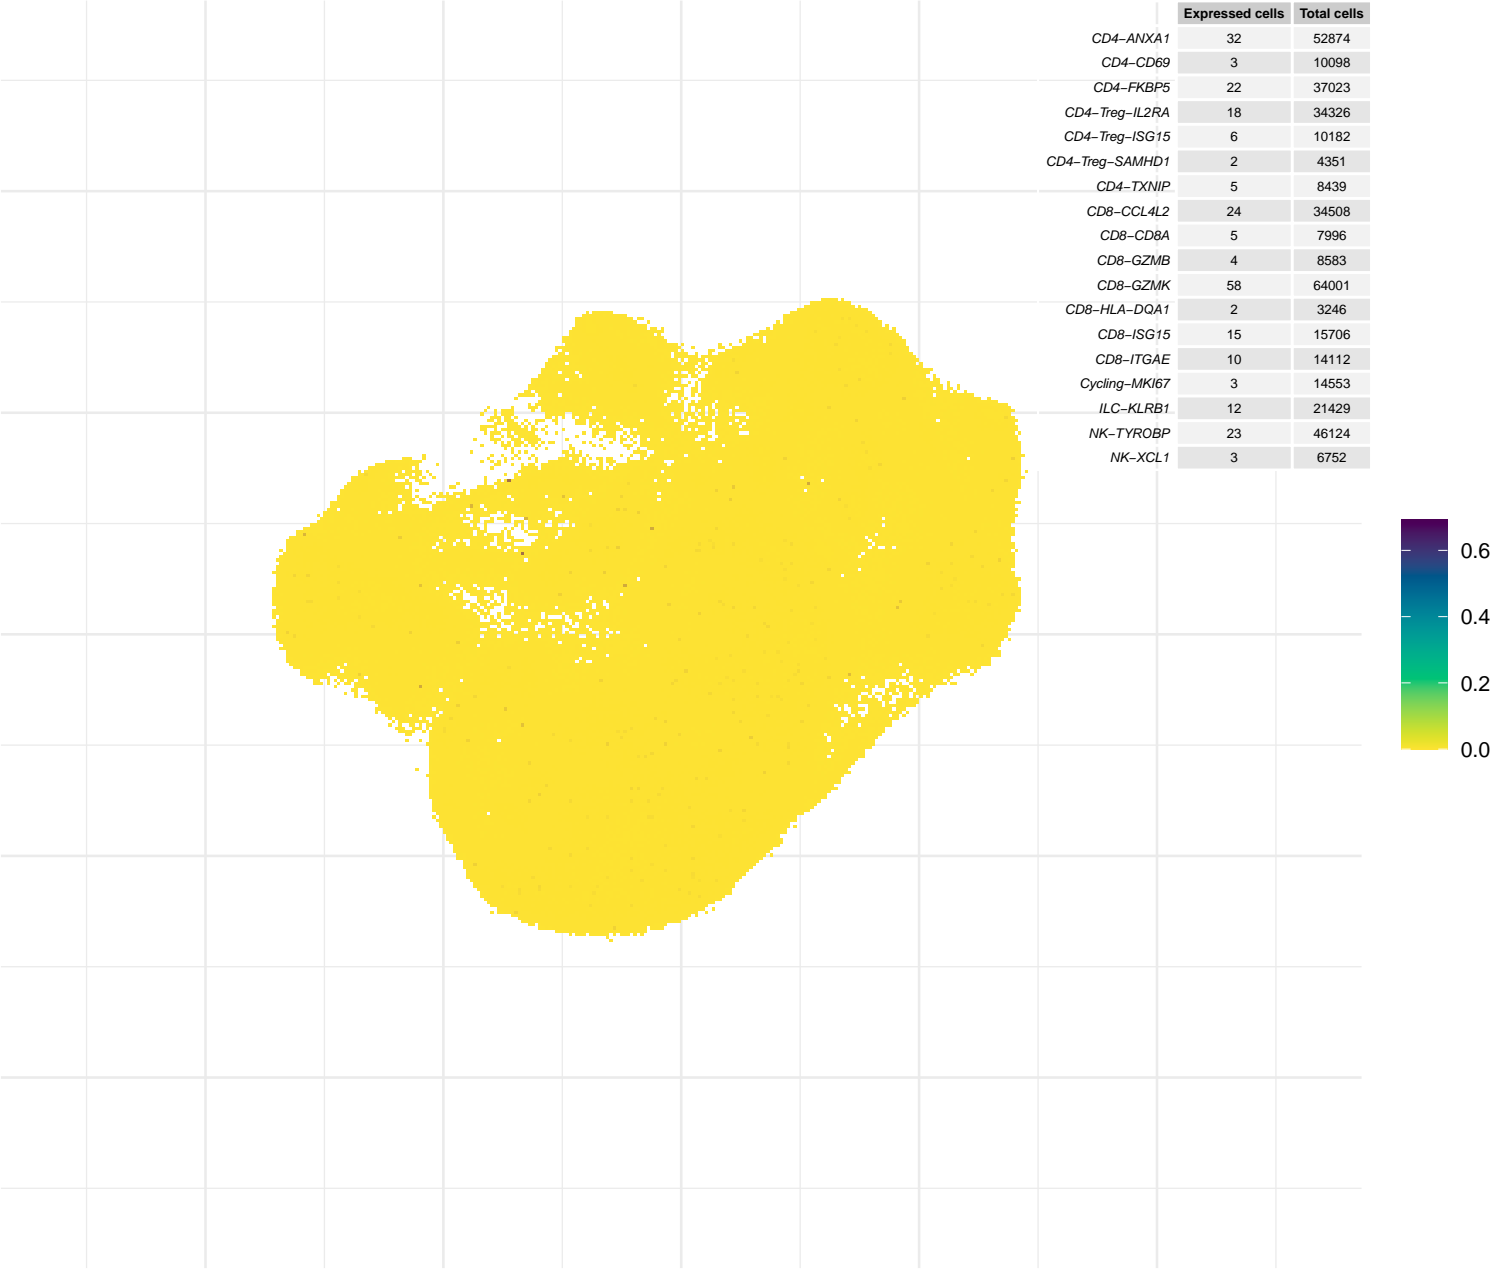 Expressed cells Total cells
CD4−ANXA1 32 52874
CD4−CD69 3 10098
CD4−FKBP5 22 37023
CD4−Treg−IL2RA 18 34326
CD4−Treg−ISG15 6 10182
CD4−Treg−SAMHD1 2 4351
CD4−TXNIP 5 8439
CD8−CCL4L2 24 34508
CD8−CD8A 5 7996
CD8−GZMB 4 8583
CD8−GZMK 58 64001
CD8−HLA−DQA1 2 3246
CD8−ISG15 15 15706
CD8−ITGAE 10 14112
Cycling−MKI67 3 14553
ILC−KLRB1 12 21429
NK−TYROBP 23 46124
NK−XCL1 3 6752
0.6
0.4
0.2
0.0